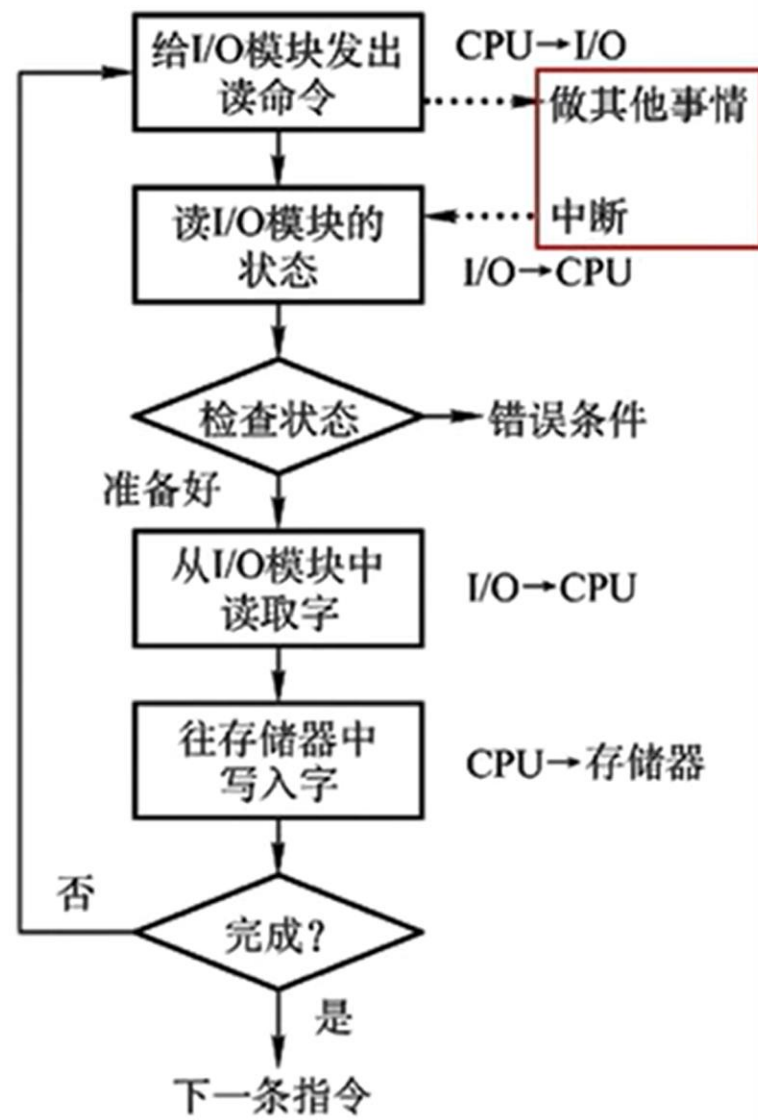 给I/O模块发出
读命令
CPU→I/O
做其他事情
读I/O模块的
状态
中断
I/O→CPU
检查状态
错误条件
准备好
从I/O模块中
读取字
I/O→CPU
往存储器中
写入字
CPU→存储器
否
完成?
是
下一条指令